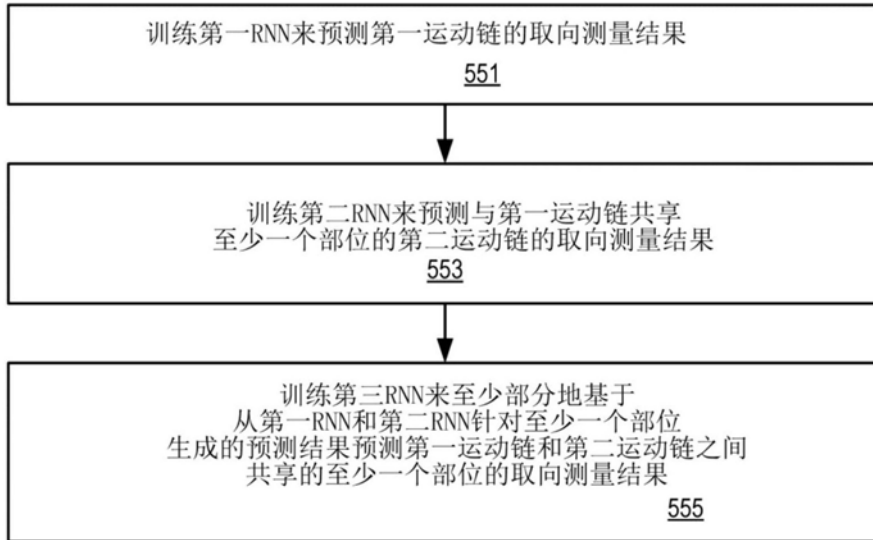 训练第一RNN来预测第一运动链的取向测量结果
551
训练第二RNN来预测与第一运动链共享
至少一个部位的第二运动链的取向测量结果
553
训练第三RNN来至少部分地基于
从第一RNN和第二RNN针对至少一个部位
生成的预测结果预测第一运动链和第二运动链之间
共享的至少一个部位的取向测量结果
555